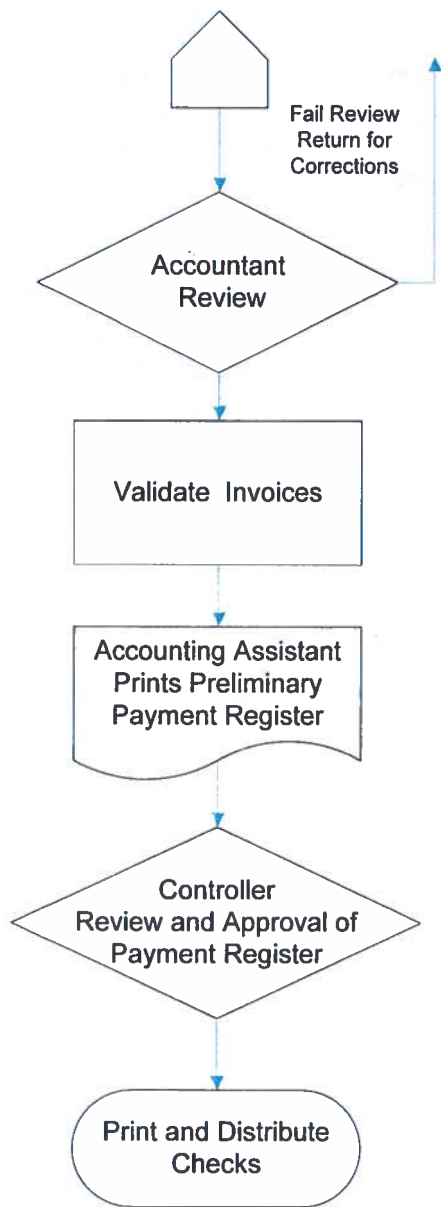 Fail Review
Return for
Corrections
Accountant
Review
Validate Invoices
Accounting Assistant
Prints Preliminary
Payment Register
Controller
Review and Approval of
Payment Register
Print and Distribute
Checks